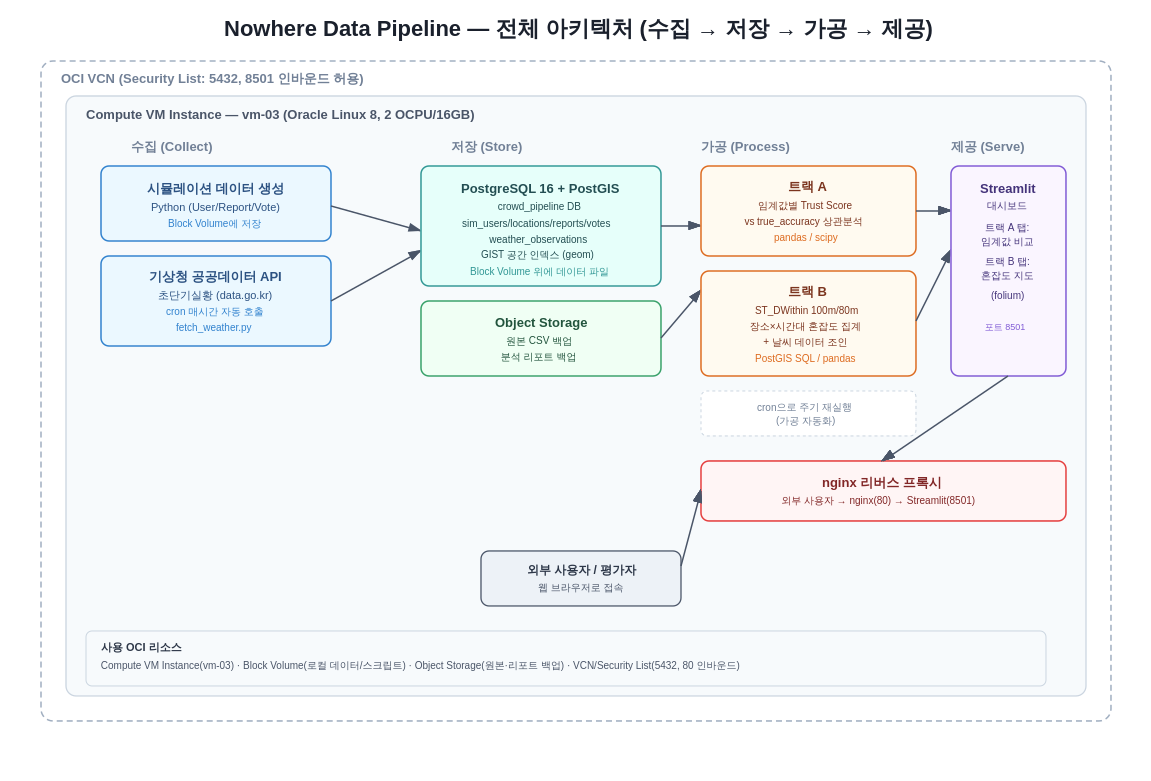 Nowhere Data Pipeline — 전체 아키텍처 (수집 → 저장 → 가공 → 제공)
OCI VCN (Security List: 5432, 8501 인바운드 허용)
Compute VM Instance — vm-03 (Oracle Linux 8, 2 OCPU/16GB)
수집 (Collect)
시뮬레이션 데이터 생성
Python (User/Report/Vote)
Block Volume에 저장
기상청 공공데이터 API
초단기실황 (data.go.kr)
cron 매시간 자동 호출
fetch_weather.py
저장 (Store)
PostgreSQL 16 + PostGIS
crowd_pipeline DB
sim_users/locations/reports/votes
weather_observations
GIST 공간 인덱스 (geom)
Block Volume 위에 데이터 파일
Object Storage
원본 CSV 백업
분석 리포트 백업
가공 (Process)
트랙 A
임계값별 Trust Score
vs true_accuracy 상관분석
pandas / scipy
트랙 B
ST_DWithin 100m/80m
장소×시간대 혼잡도 집계
+ 날씨 데이터 조인
PostGIS SQL / pandas
cron으로 주기 재실행
(가공 자동화)
제공 (Serve)
Streamlit
대시보드
트랙 A 탭:
임계값 비교
트랙 B 탭:
혼잡도 지도
(folium)
포트 8501
nginx 리버스 프록시
외부 사용자 → nginx(80) → Streamlit(8501)
외부 사용자 / 평가자
웹 브라우저로 접속
사용 OCI 리소스
Compute VM Instance(vm-03) · Block Volume(로컬 데이터/스크립트) · Object Storage(원본·리포트 백업) · VCN/Security List(5432, 80 인바운드)